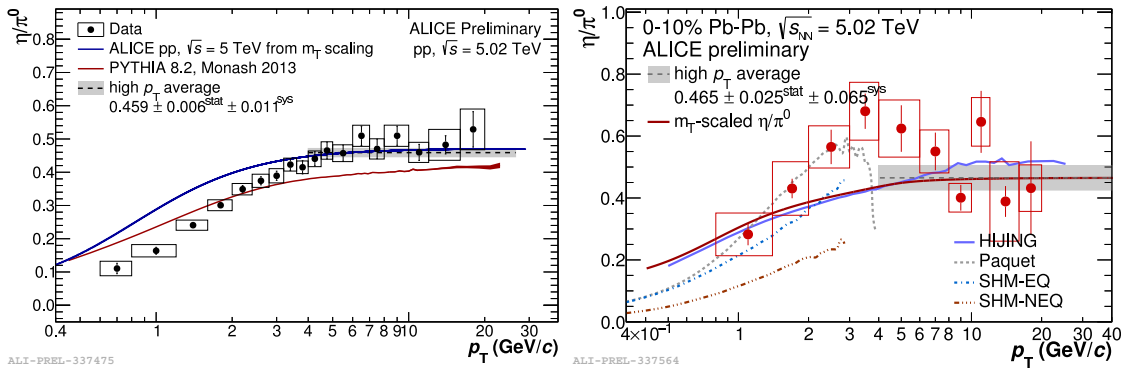 η/π⁰
0.8
0.7
0.6
0.5
0.4
0.3
0.2
0.1
0.0
Data
ALICE pp, √s = 5 TeV from mT scaling
PYTHIA 8.2, Monash 2013
high pT average
0.459 ± 0.006stat ± 0.011sys
ALICE Preliminary
pp, √s = 5.02 TeV
0.4
1
2
3
4
5
6
7
8
9
10
20
pT (GeV/c)
ALI-PREL-337475
η/π⁰
1.0
0.8
0.6
0.4
0.2
0.0
0-10% Pb-Pb, √sNN = 5.02 TeV
ALICE preliminary
high pT average
0.465 ± 0.025stat ± 0.065sys
mT-scaled η/π⁰
HIJING
Paquet
SHM-EQ
SHM-NEQ
4×10⁻¹
1
2
3
4
5
6
7
8
10
20
30
40
pT (GeV/c)
ALI-PREL-337564